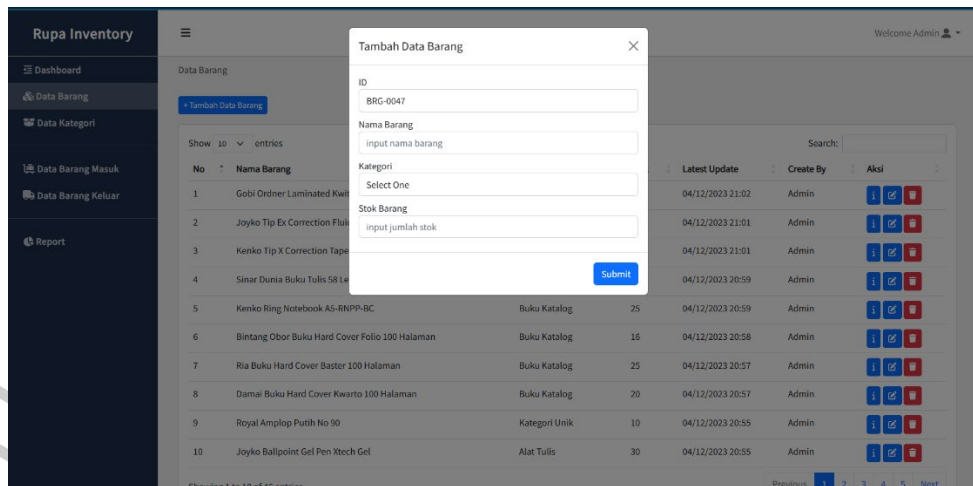 Rupa Inventory
Welcome Admin
Dashboard
Data Barang
Data Kategori
Data Barang Masuk
Data Barang Keluar
Report
Data Barang
+ Tambah Data Barang
Tambah Data Barang
ID
BRG-0047
Nama Barang
input nama barang
Kategori
Select One
Stok Barang
input jumlah stok
Submit
Show 10 entries Search:
No Nama Barang Latest Update Create By Aksi
1 Gobi Ordner Laminated 04/12/2023 21:02 Admin
2 Joyko Tip Ex Correction 04/12/2023 21:01 Admin
3 Kenko Tip X Correction Tape 04/12/2023 21:01 Admin
4 Sinar Dunia Buku Tulis 58 Le 04/12/2023 20:59 Admin
5 Kenko Ring Notebook A5-RNPP-BC Buku Katalog 25 04/12/2023 20:59 Admin
6 Bintang Obor Buku Hard Cover Folio 100 Halaman Buku Katalog 16 04/12/2023 20:58 Admin
7 Ria Buku Hard Cover Baster 100 Halaman Buku Katalog 25 04/12/2023 20:57 Admin
8 Damai Buku Hard Cover Kwarto 100 Halaman Buku Katalog 20 04/12/2023 20:57 Admin
9 Royal Amplop Putih No 90 Kategori Unik 10 04/12/2023 20:55 Admin
10 Joyko Ballpoint Gel Pen Xtech Gel Alat Tulis 30 04/12/2023 20:55 Admin
Previous 1 2 3 4 5 Next